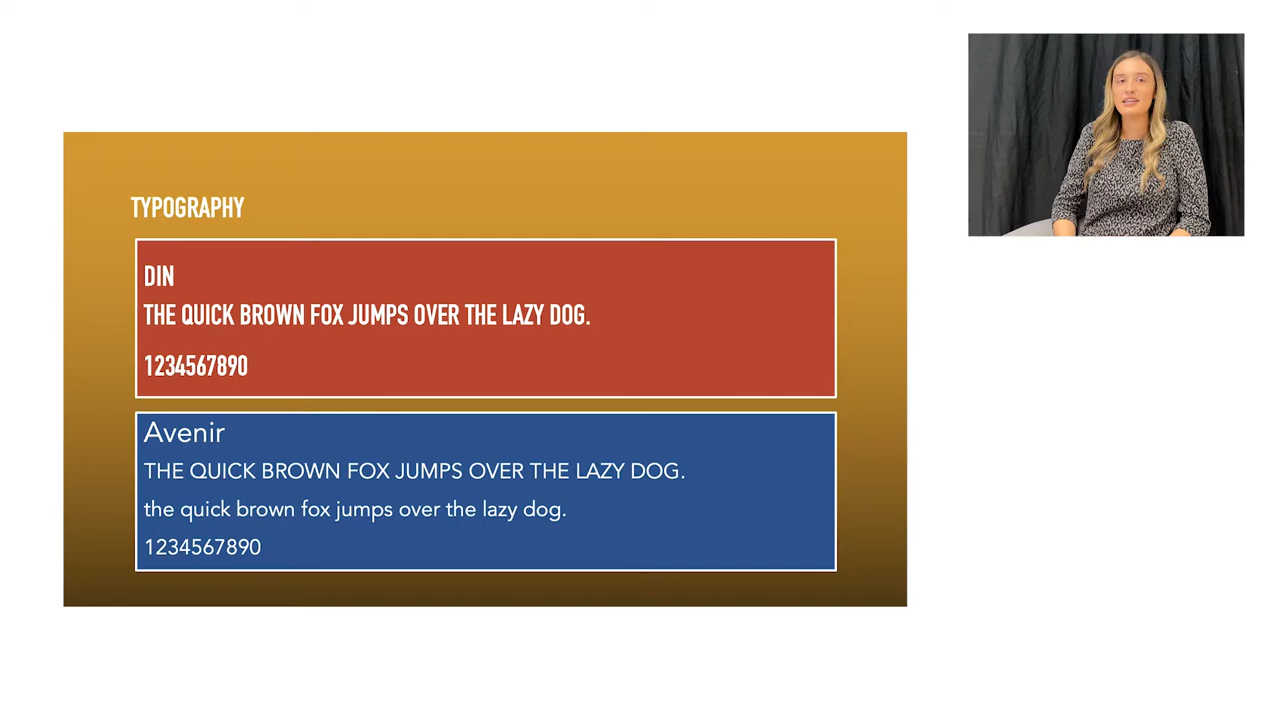 TYPOGRAPHY
DIN
THE QUICK BROWN FOX JUMPS OVER THE LAZY DOG.
1234567890
Avenir
THE QUICK BROWN FOX JUMPS OVER THE LAZY DOG.
the quick brown fox jumps over the lazy dog.
1234567890